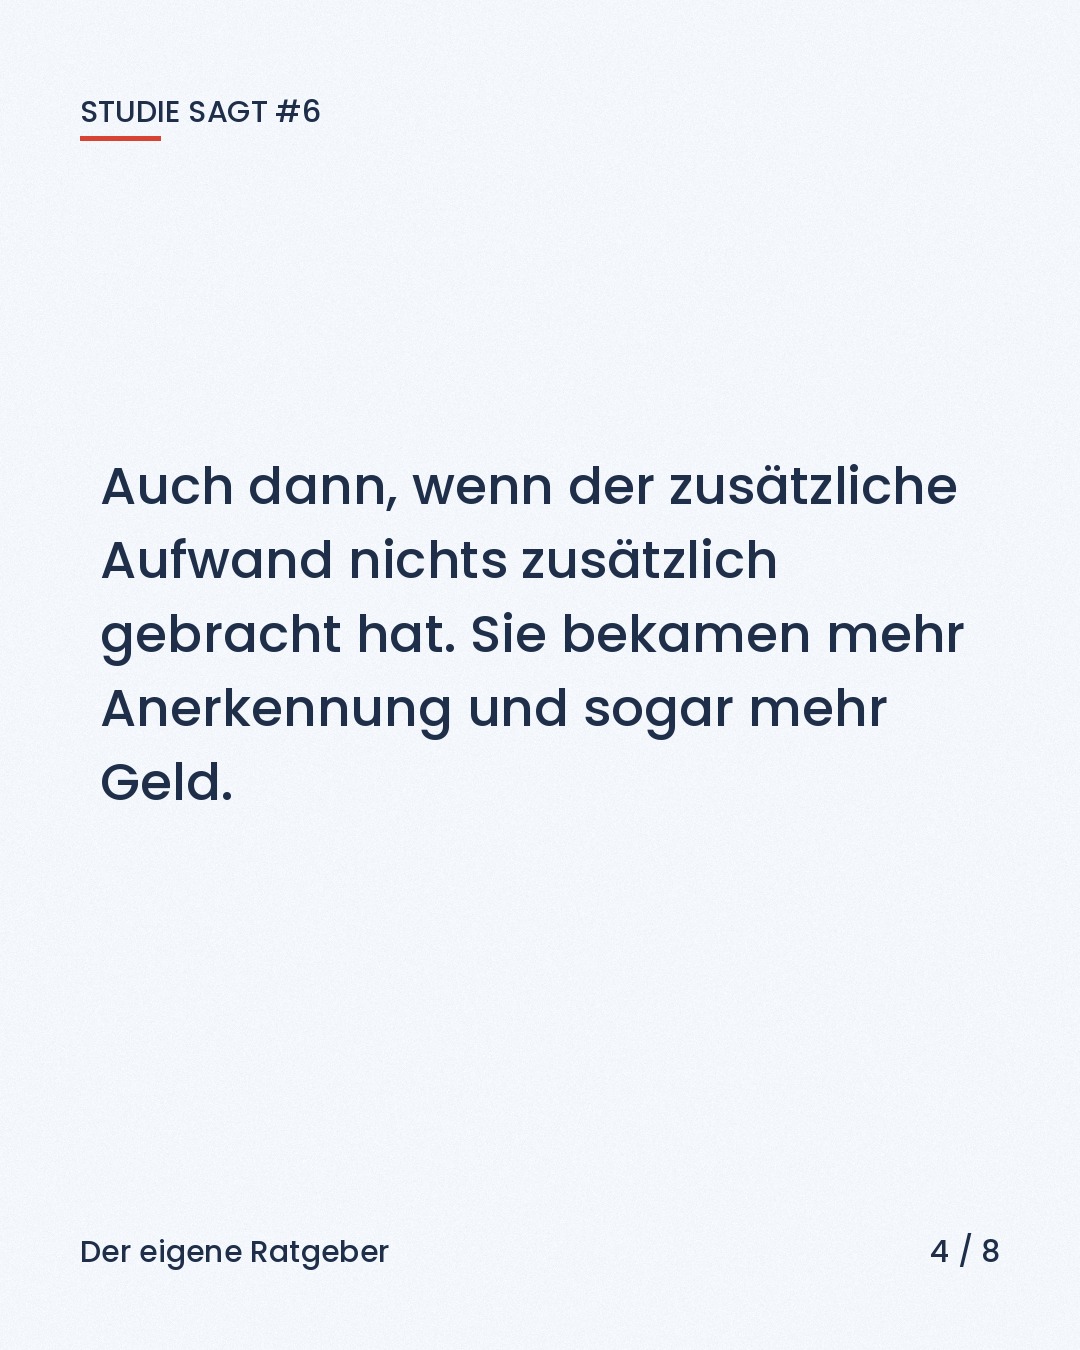 STUDIE SAGT #6
Auch dann, wenn der zusätzliche
Aufwand nichts zusätzlich
gebracht hat. Sie bekamen mehr
Anerkennung und sogar mehr
Geld.
Der eigene Ratgeber
4 / 8